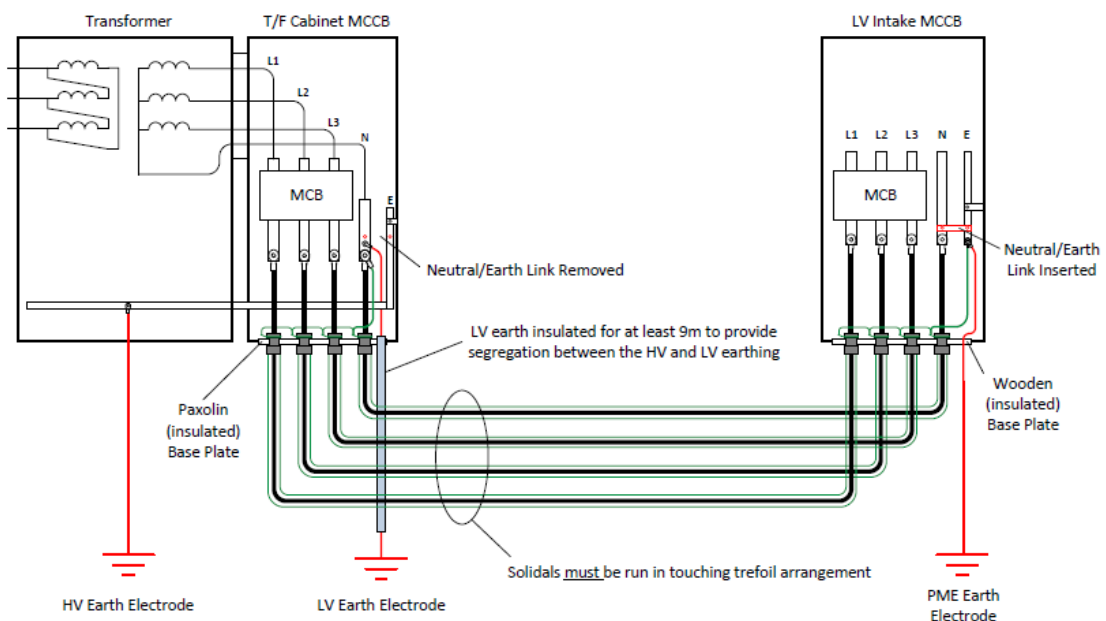 Transformer
T/F Cabinet MCCB
LV Intake MCCB
L1
L2
L3
N
MCB
E
Neutral/Earth Link Removed
L1 L2 L3 N E
MCB
Neutral/Earth
Link Inserted
LV earth insulated for at least 9m to provide
segregation between the HV and LV earthing
Paxolin
(insulated)
Base Plate
Wooden
(insulated)
Base Plate
Solidals must be run in touching trefoil arrangement
HV Earth Electrode
LV Earth Electrode
PME Earth
Electrode